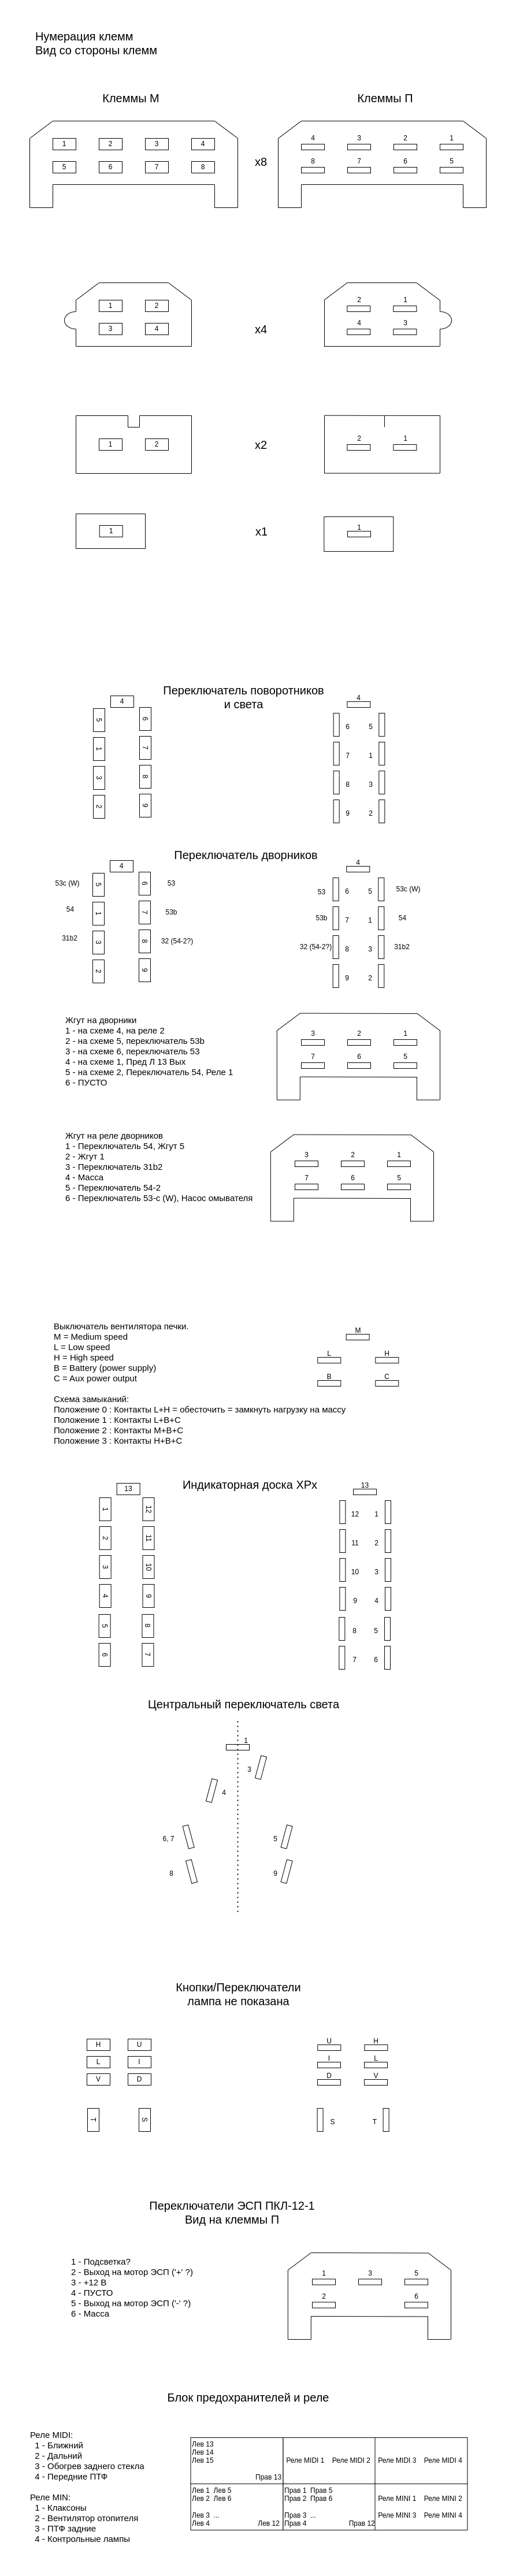 Нумерация клемм
Вид со стороны клемм
Клеммы М
Клеммы П
1 2 3 4
5 6 7 8
x8
4 3 2 1
8 7 6 5
1 2
3 4
x4
2 1
4 3
1 2
x2
2 1
1
x1
1
Переключатель поворотников
и света
4
5 6
1 7
3 8
2 9
4
6 5
7 1
8 3
9 2
Переключатель дворников
4
53c (W) 5 6 53
54 1 7 53b
31b2 3 8 32 (54-2?)
2 9
4
53 6 5 53c (W)
53b 7 1 54
32 (54-2?) 8 3 31b2
9 2
Жгут на дворники
1 - на схеме 4, на реле 2
2 - на схеме 5, переключатель 53b
3 - на схеме 6, переключатель 53
4 - на схеме 1, Пред Л 13 Вых
5 - на схеме 2, Переключатель 54, Реле 1
6 - ПУСТО
3 2 1
7 6 5
Жгут на реле дворников
1 - Переключатель 54, Жгут 5
2 - Жгут 1
3 - Переключатель 31b2
4 - Масса
5 - Переключатель 54-2
6 - Переключатель 53-c (W), Насос омывателя
3 2 1
7 6 5
Выключатель вентилятора печки.
M = Medium speed
L = Low speed
H = High speed
B = Battery (power supply)
C = Aux power output
Схема замыканий:
Положение 0 : Контакты L+H = обесточить = замкнуть нагрузку на массу
Положение 1 : Контакты L+B+C
Положение 2 : Контакты M+B+C
Положение 3 : Контакты H+B+C
M
L H
B C
Индикаторная доска XPx
13
1 12
2 11
3 10
4 9
5 8
6 7
13
12 1
11 2
10 3
9 4
8 5
7 6
Центральный переключатель света
1
3
4
6, 7 5
8 9
Кнопки/Переключатели
лампа не показана
H U
L I
V D
T S
U H
I L
D V
S T
Переключатели ЭСП ПКЛ-12-1
Вид на клеммы П
1 - Подсветка?
2 - Выход на мотор ЭСП ('+' ?)
3 - +12 В
4 - ПУСТО
5 - Выход на мотор ЭСП ('-' ?)
6 - Масса
1 3 5
2 6
Блок предохранителей и реле
Реле MIDI:
1 - Ближний
2 - Дальний
3 - Обогрев заднего стекла
4 - Передние ПТФ
Реле MIN:
1 - Клаксоны
2 - Вентилятор отопителя
3 - ПТФ задние
4 - Контрольные лампы
Лев 13
Лев 14
Лев 15
Прав 13
Реле MIDI 1 Реле MIDI 2
Реле MIDI 3 Реле MIDI 4
Лев 1 Лев 5
Лев 2 Лев 6
Лев 3 ...
Лев 4 Лев 12
Прав 1 Прав 5
Прав 2 Прав 6
Прав 3 ...
Прав 4 Прав 12
Реле MINI 1 Реле MINI 2
Реле MINI 3 Реле MINI 4